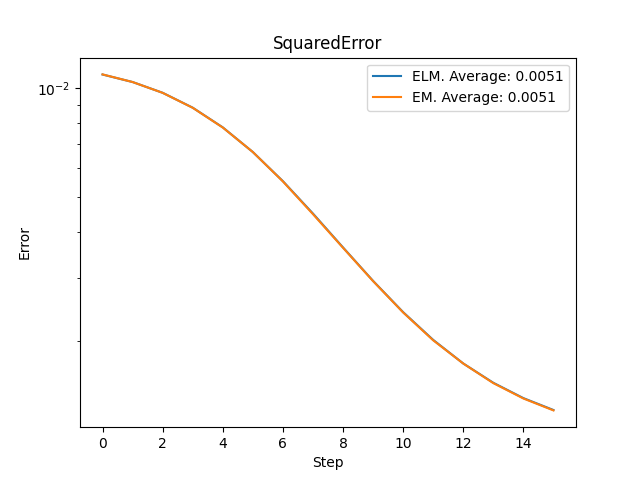 SquaredError
ELM. Average: 0.0051
EM. Average: 0.0051
10⁻²
Error
0 2 4 6 8 10 12 14
Step